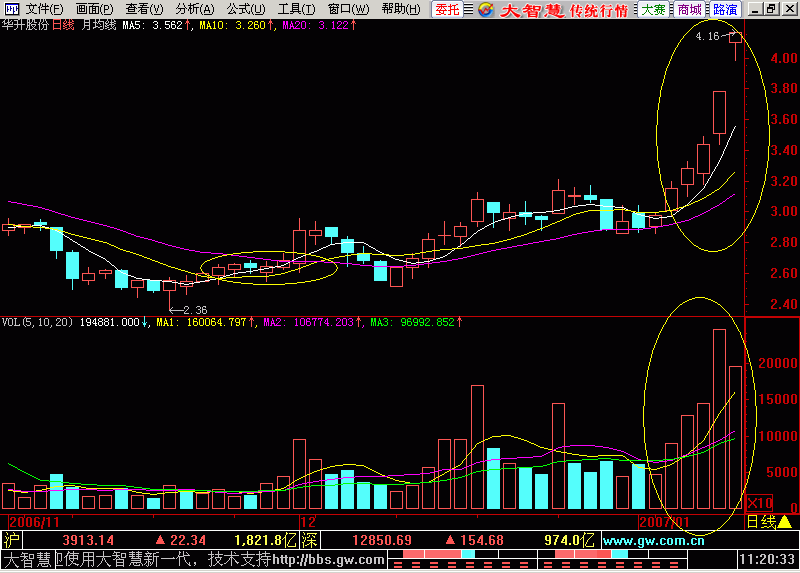 文件(F) 画面(P) 查看(V) 分析(A) 公式(U) 工具(T) 窗口(W) 帮助(H) 委托 大智慧 传统行情 大赛 商城 路演
华升股份日线 月均线 MA5: 3.562↑, MA10: 3.260↑, MA20: 3.122↑
4.16
4.00
3.80
3.60
3.40
3.20
3.00
2.80
2.60
2.40
2.36
VOL(5,10,20) 194881.000↓, MA1: 160064.797↑, MA2: 106774.203↑, MA3: 96992.852↑
20000
15000
10000
5000
X10
2006/11 12 2007/01 日线
沪 3913.14 ▲ 22.34 1,821.8亿 深 12850.69 ▲ 154.68 974.0亿 www.gw.com.cn
大智慧 使用大智慧新一代，技术支持http://bbs.gw.com 11:20:33